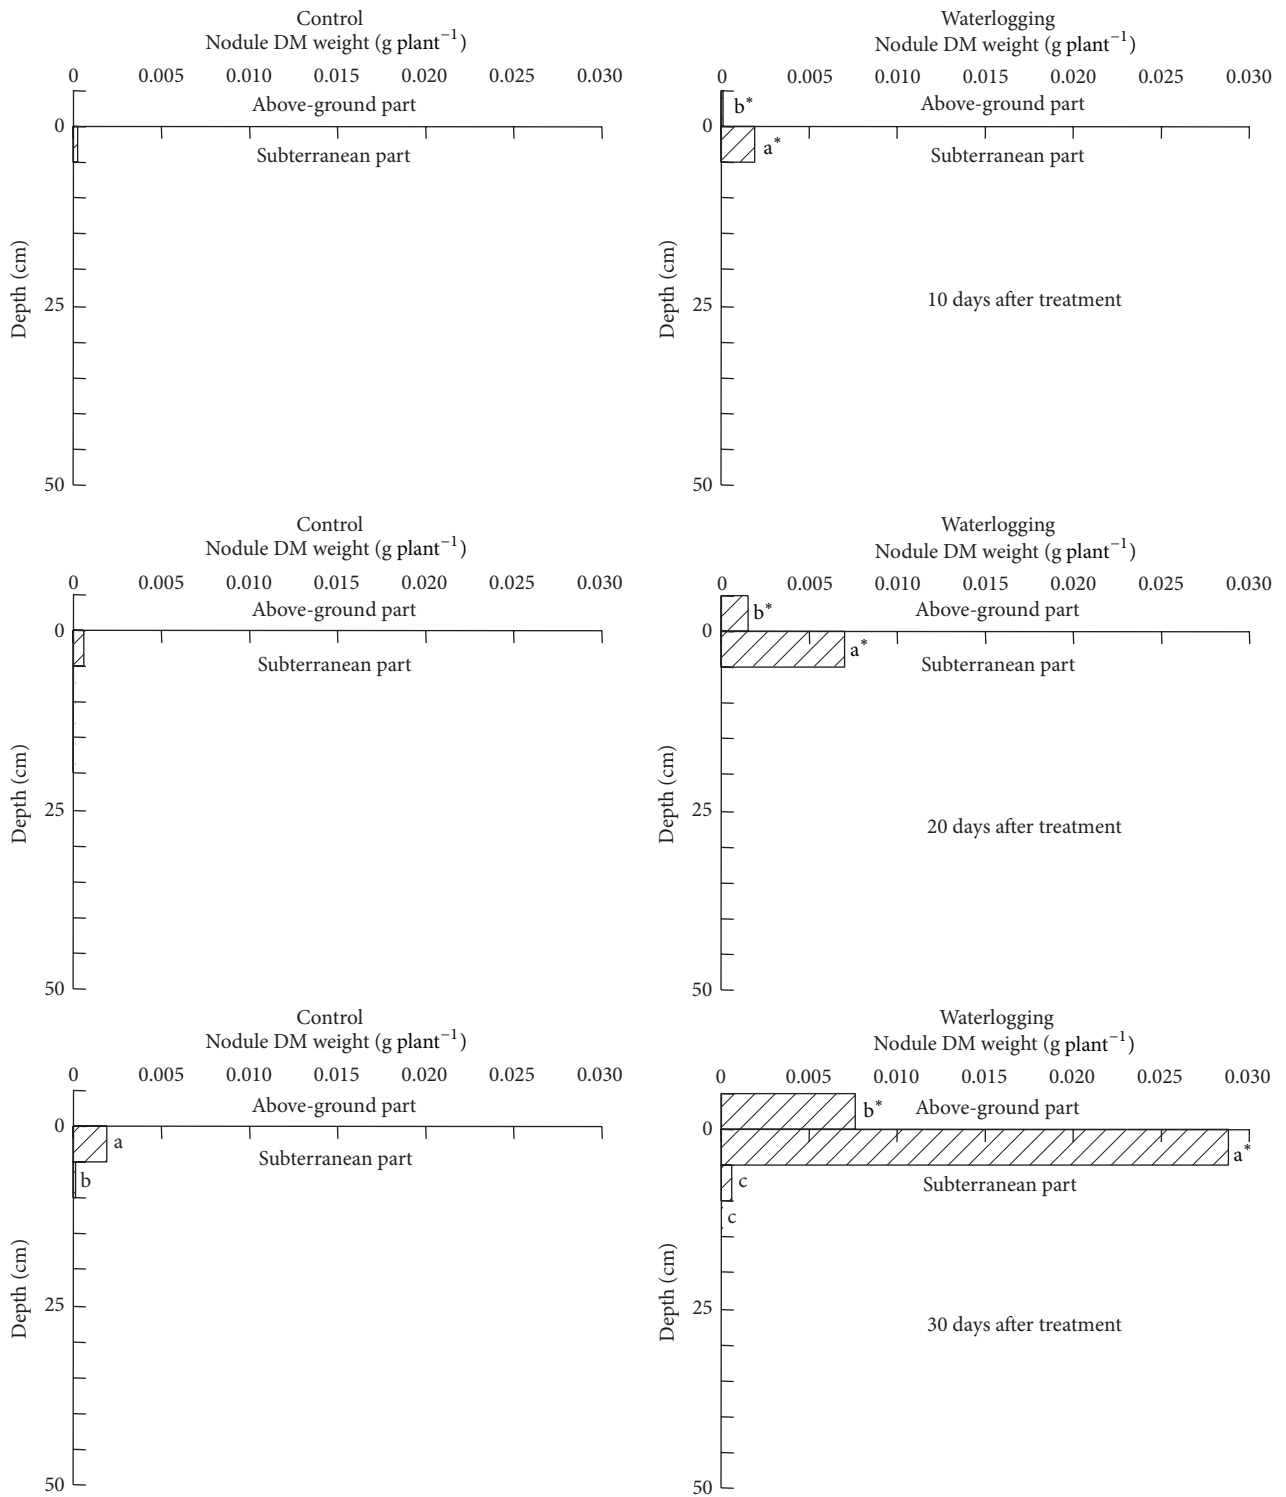 Control
Nodule DM weight (g plant⁻¹)
0 0.005 0.010 0.015 0.020 0.025 0.030
Above-ground part
0
Subterranean part
Depth (cm)
25
50
Waterlogging
Nodule DM weight (g plant⁻¹)
0 0.005 0.010 0.015 0.020 0.025 0.030
b* Above-ground part
0
a* Subterranean part
Depth (cm)
25
10 days after treatment
50
Control
Nodule DM weight (g plant⁻¹)
0 0.005 0.010 0.015 0.020 0.025 0.030
Above-ground part
0
Subterranean part
Depth (cm)
25
50
Waterlogging
Nodule DM weight (g plant⁻¹)
0 0.005 0.010 0.015 0.020 0.025 0.030
b* Above-ground part
0
a*
Subterranean part
Depth (cm)
25
20 days after treatment
50
Control
Nodule DM weight (g plant⁻¹)
0 0.005 0.010 0.015 0.020 0.025 0.030
Above-ground part
0
a
Subterranean part
b
Depth (cm)
25
50
Waterlogging
Nodule DM weight (g plant⁻¹)
0 0.005 0.010 0.015 0.020 0.025 0.030
b* Above-ground part
0
a*
c Subterranean part
c
Depth (cm)
25
30 days after treatment
50